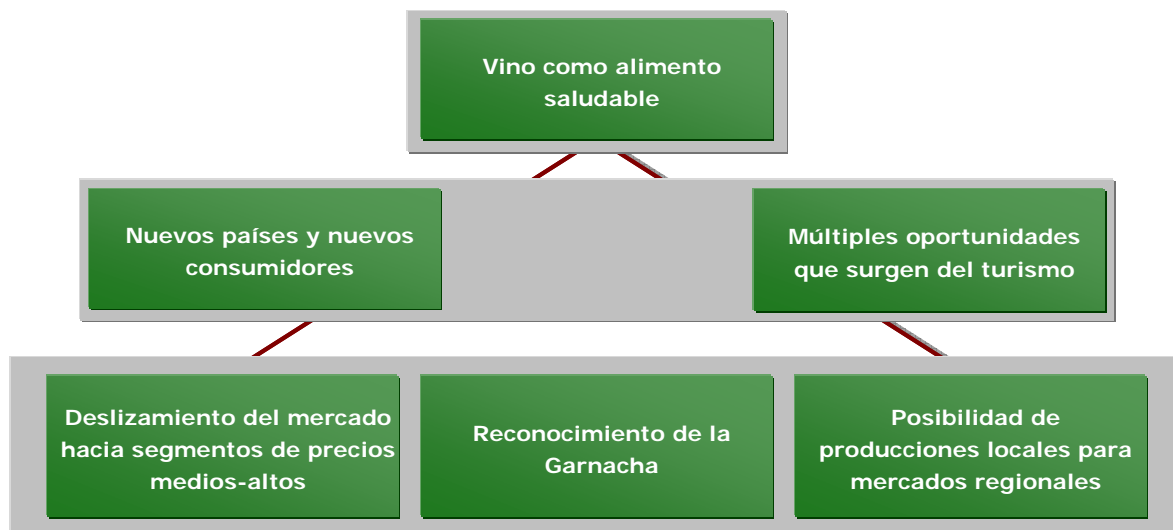 Vino como alimento
saludable
Nuevos países y nuevos
consumidores
Múltiples oportunidades
que surgen del turismo
Deslizamiento del mercado
hacia segmentos de precios
medios-altos
Reconocimiento de la
Garnacha
Posibilidad de
producciones locales para
mercados regionales